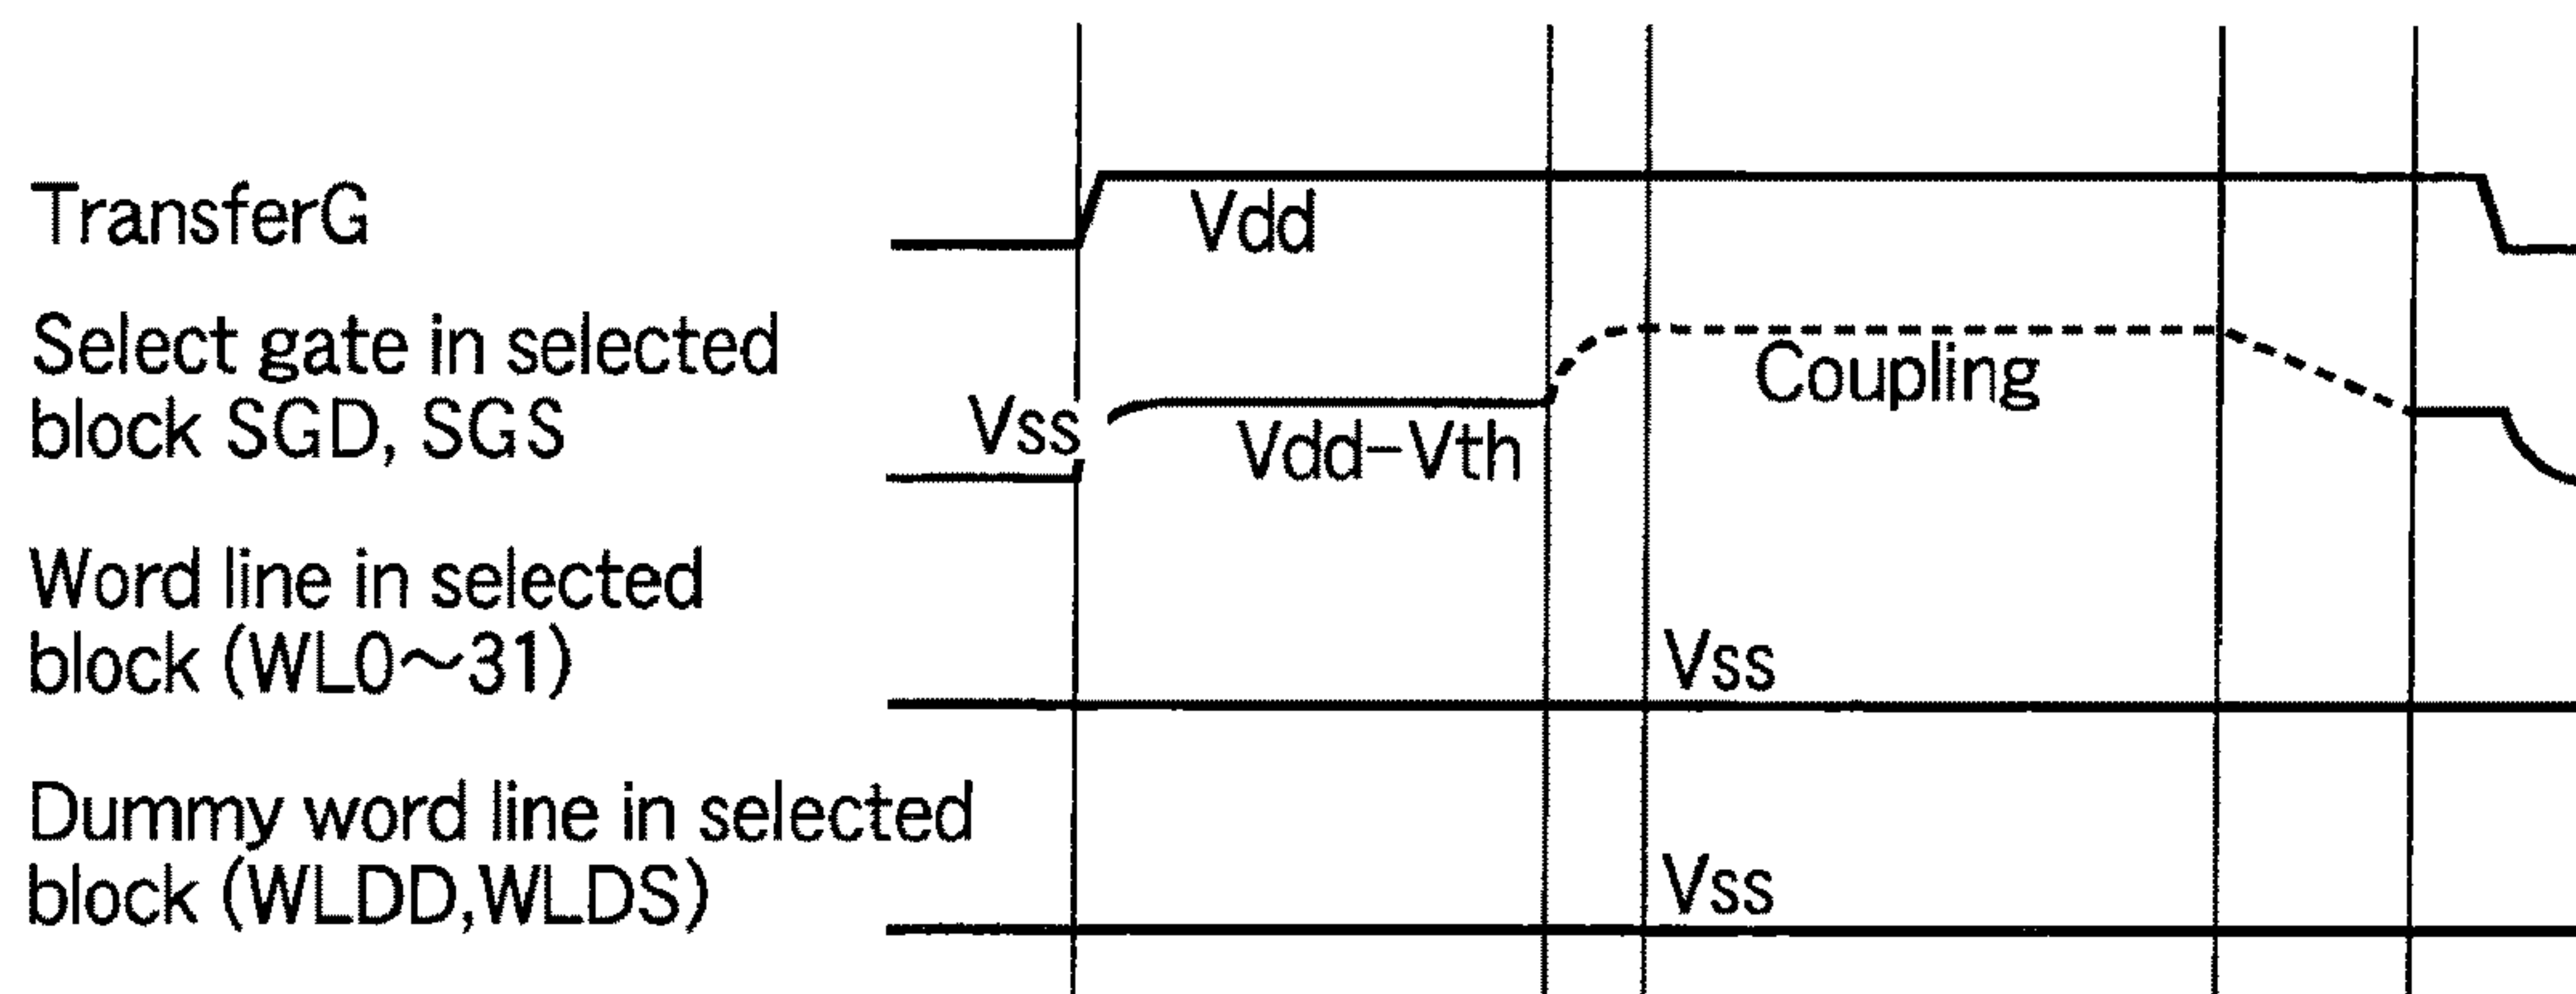 TransferG
Vdd
Select gate in selected
block SGD, SGS
Vss
Coupling
Vdd-Vth
Word line in selected
block (WL0～31)
Vss
Dummy word line in selected
block (WLDD,WLDS)
Vss